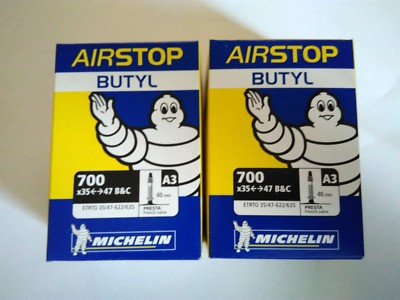 AIRSTOP
BUTYL
700
x35↔47 B&C
A3
40 mm
ETRTO 35/47-622/635
PRESTA
French valve
MICHELIN
AIRSTOP
BUTYL
700
x35↔47 B&C
A3
40 mm
ETRTO 35/47-622/635
PRESTA
French valve
MICHELIN